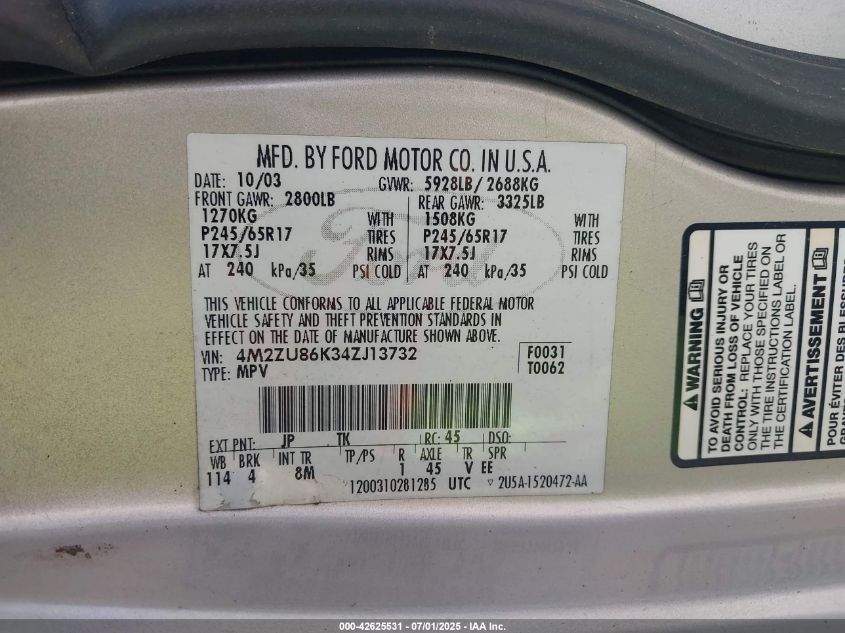 MFD. BY FORD MOTOR CO. IN U.S.A.
DATE: 10/03 GVWR: 5928LB/2688KG
FRONT GAWR: 2800LB REAR GAWR: 3325LB
1270KG WITH 1508KG WITH
P245/65R17 TIRES P245/65R17 TIRES
17X7.5J RIMS 17X7.5J RIMS
AT 240 kPa/35 PSI COLD AT 240 kPa/35 PSI COLD
Ford
THIS VEHICLE CONFORMS TO ALL APPLICABLE FEDERAL MOTOR
VEHICLE SAFETY AND THEFT PREVENTION STANDARDS IN
EFFECT ON THE DATE OF MANUFACTURE SHOWN ABOVE.
VIN: 4M2ZU86K34ZJ13732 F0031
TYPE: MPV T0062
EXT PNT: JP TK RC: 45 DSO:
WB BRK INT TR TP/PS R AXLE TR SPR
114 4 8M 1 45 V EE
1200310281285 UTC ▽ 2U5A-1520472-AA
WARNING
TO AVOID SERIOUS INJURY OR
DEATH FROM LOSS OF VEHICLE
CONTROL: REPLACE YOUR TIRES
ONLY WITH THOSE SPECIFIED ON
THE TIRE INSTRUCTIONS LABEL OR
THE CERTIFICATION LABEL.
AVERTISSEMENT
POUR ÉVITER DES BLESSURES
000-42625531 / 07/01/2025 - IAA Inc.